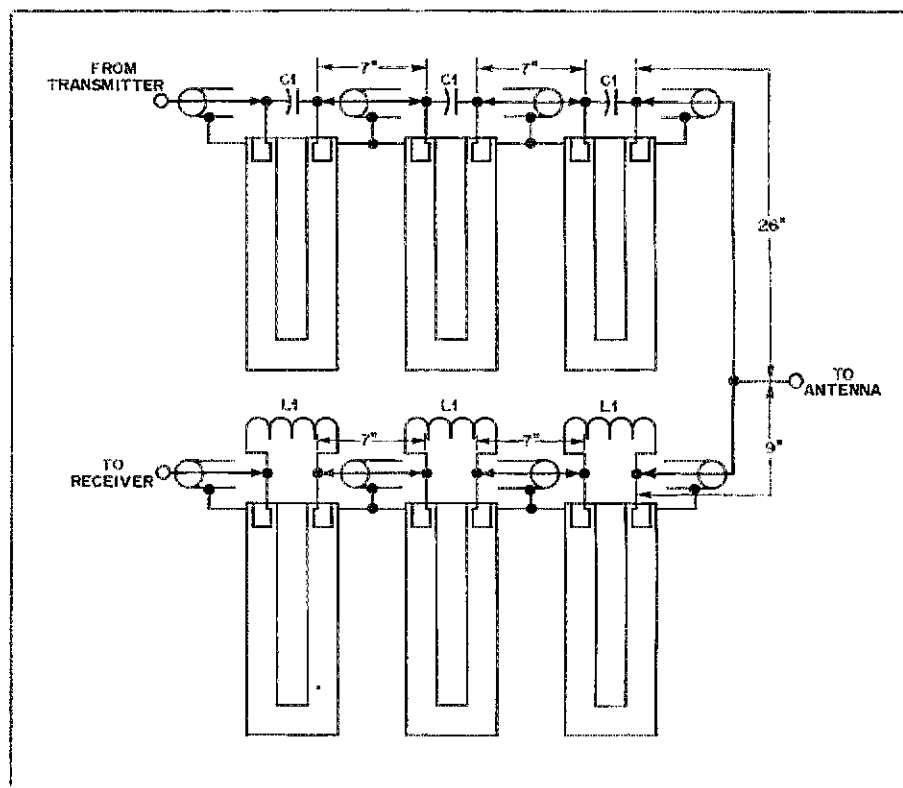 FROM
TRANSMITTER
C1
7"
C1
7"
C1
26"
TO
ANTENNA
L1
L1
L1
7"
7"
9"
TO
RECEIVER